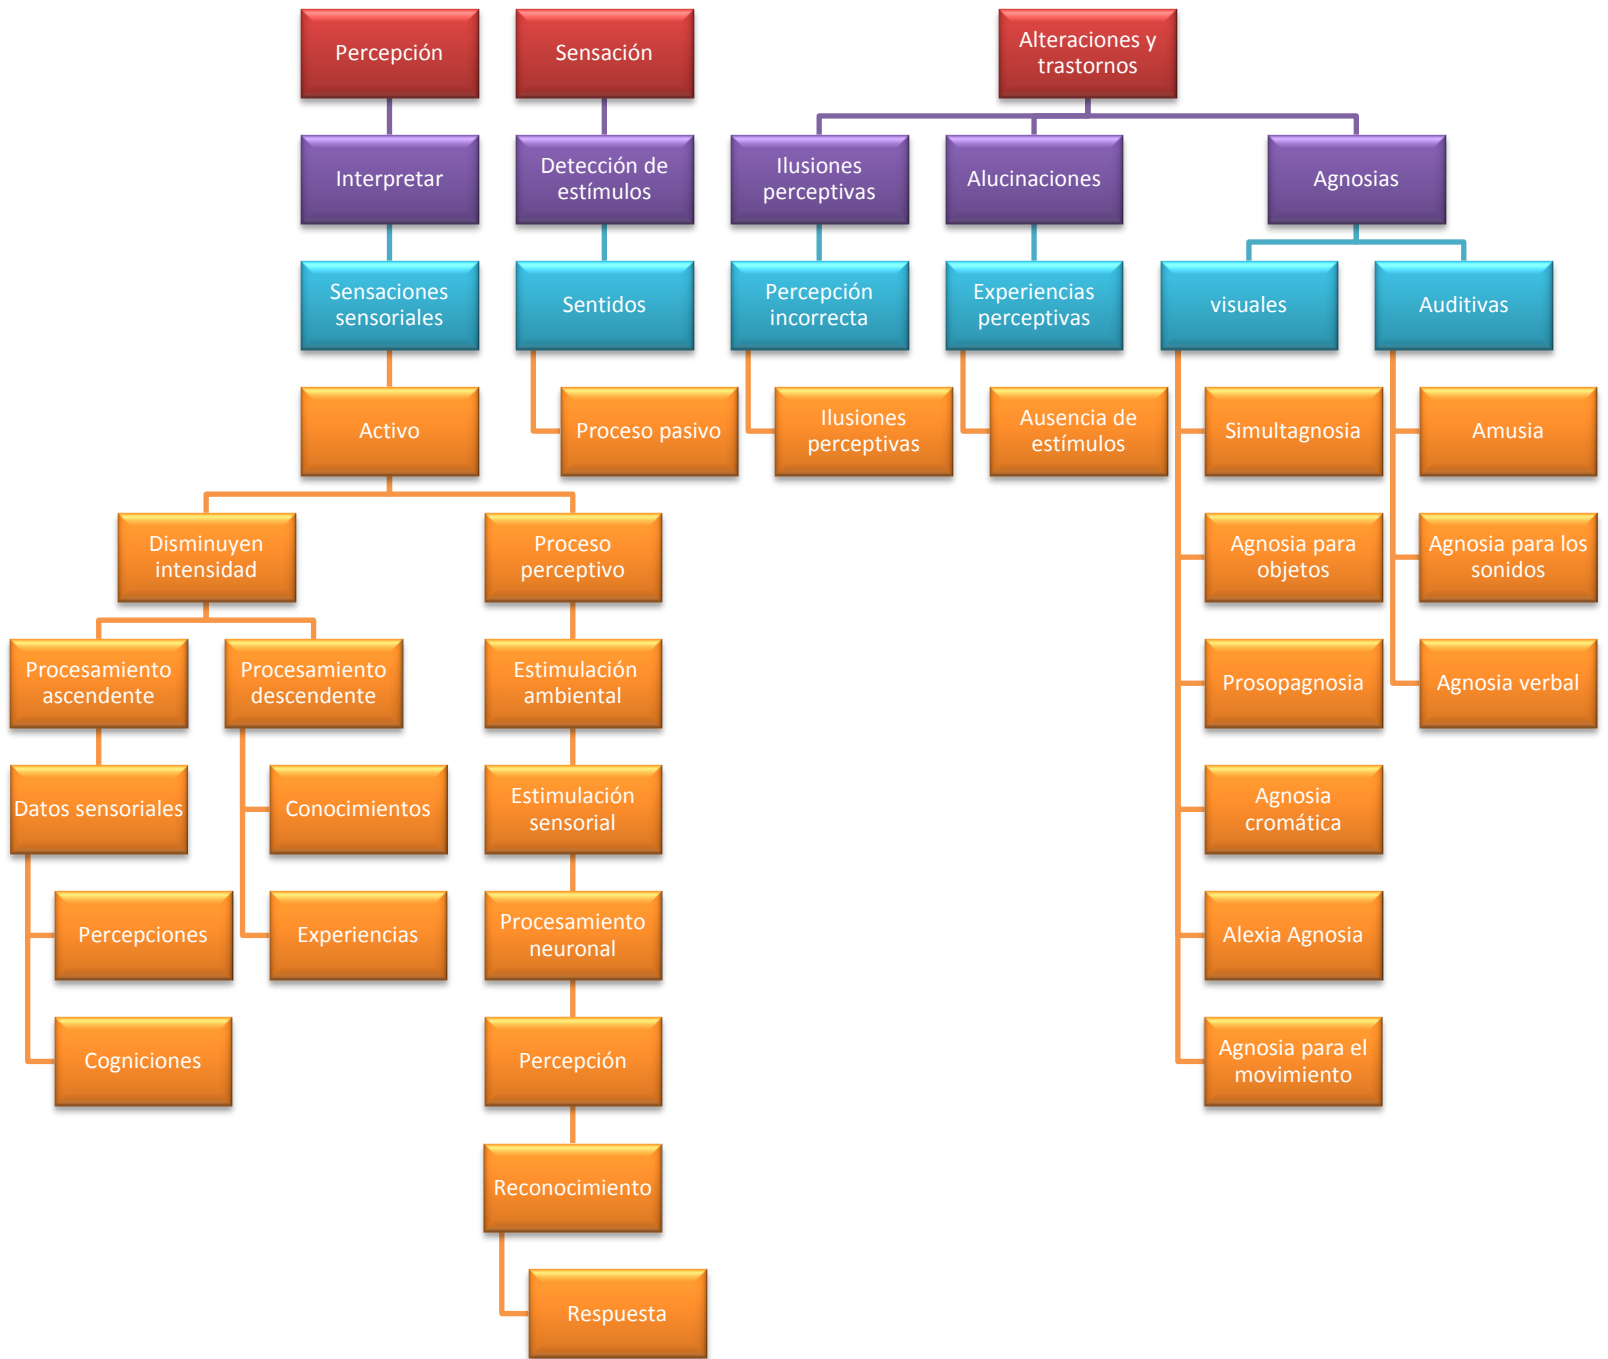 Percepción
Sensación
Alteraciones y
trastornos
Interpretar
Detección de
estímulos
Ilusiones
perceptivas
Alucinaciones
Agnosias
Sensaciones
sensoriales
Sentidos
Percepción
incorrecta
Experiencias
perceptivas
visuales
Auditivas
Activo
Proceso pasivo
Ilusiones
perceptivas
Ausencia de
estímulos
Simultagnosia
Amusia
Disminuyen
intensidad
Proceso
perceptivo
Agnosia para
objetos
Agnosia para los
sonidos
Procesamiento
ascendente
Procesamiento
descendente
Estimulación
ambiental
Prosopagnosia
Agnosia verbal
Datos sensoriales
Conocimientos
Estimulación
sensorial
Agnosia
cromática
Percepciones
Experiencias
Procesamiento
neuronal
Alexia Agnosia
Cogniciones
Percepción
Agnosia para el
movimiento
Reconocimiento
Respuesta